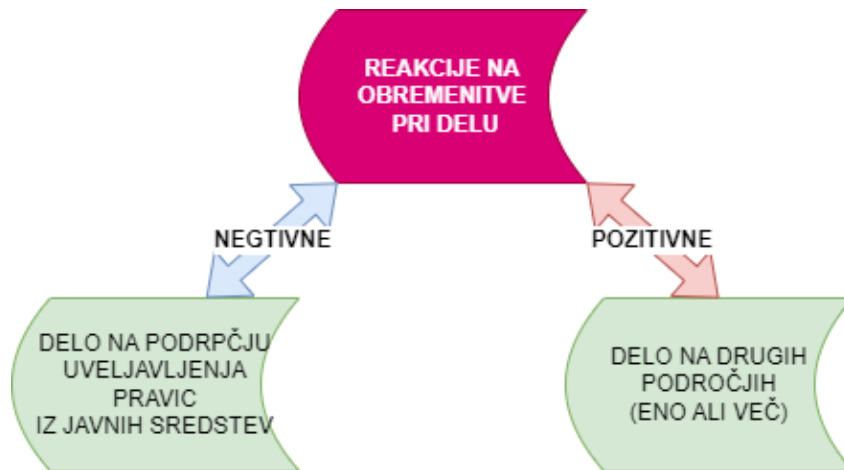 REAKCIJE NA
OBREMENITVE
PRI DELU
NEGTIVNE
POZITIVNE
DELO NA PODRPČJU
UVELJAVLJENJA
PRAVIC
IZ JAVNIH SREDSTEV
DELO NA DRUGIH
PODROČJIH
(ENO ALI VEČ)